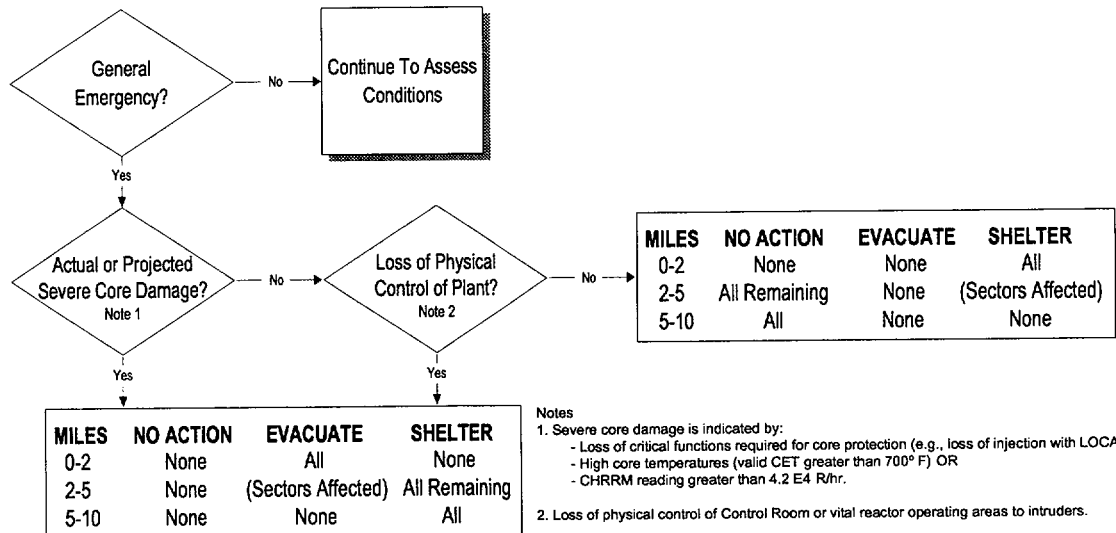 General
Emergency?
No
Continue To Assess
Conditions
Yes
Actual or Projected
Severe Core Damage?
Note 1
No
Loss of Physical
Control of Plant?
Note 2
No
MILES NO ACTION EVACUATE SHELTER
0-2 None None All
2-5 All Remaining None (Sectors Affected)
5-10 All None None
Yes
Yes
MILES NO ACTION EVACUATE SHELTER
0-2 None All None
2-5 None (Sectors Affected) All Remaining
5-10 None None All
Notes
1. Severe core damage is indicated by:
- Loss of critical functions required for core protection (e.g., loss of injection with LOCA
- High core temperatures (valid CET greater than 700° F) OR
- CHRRM reading greater than 4.2 E4 R/hr.
2. Loss of physical control of Control Room or vital reactor operating areas to intruders.